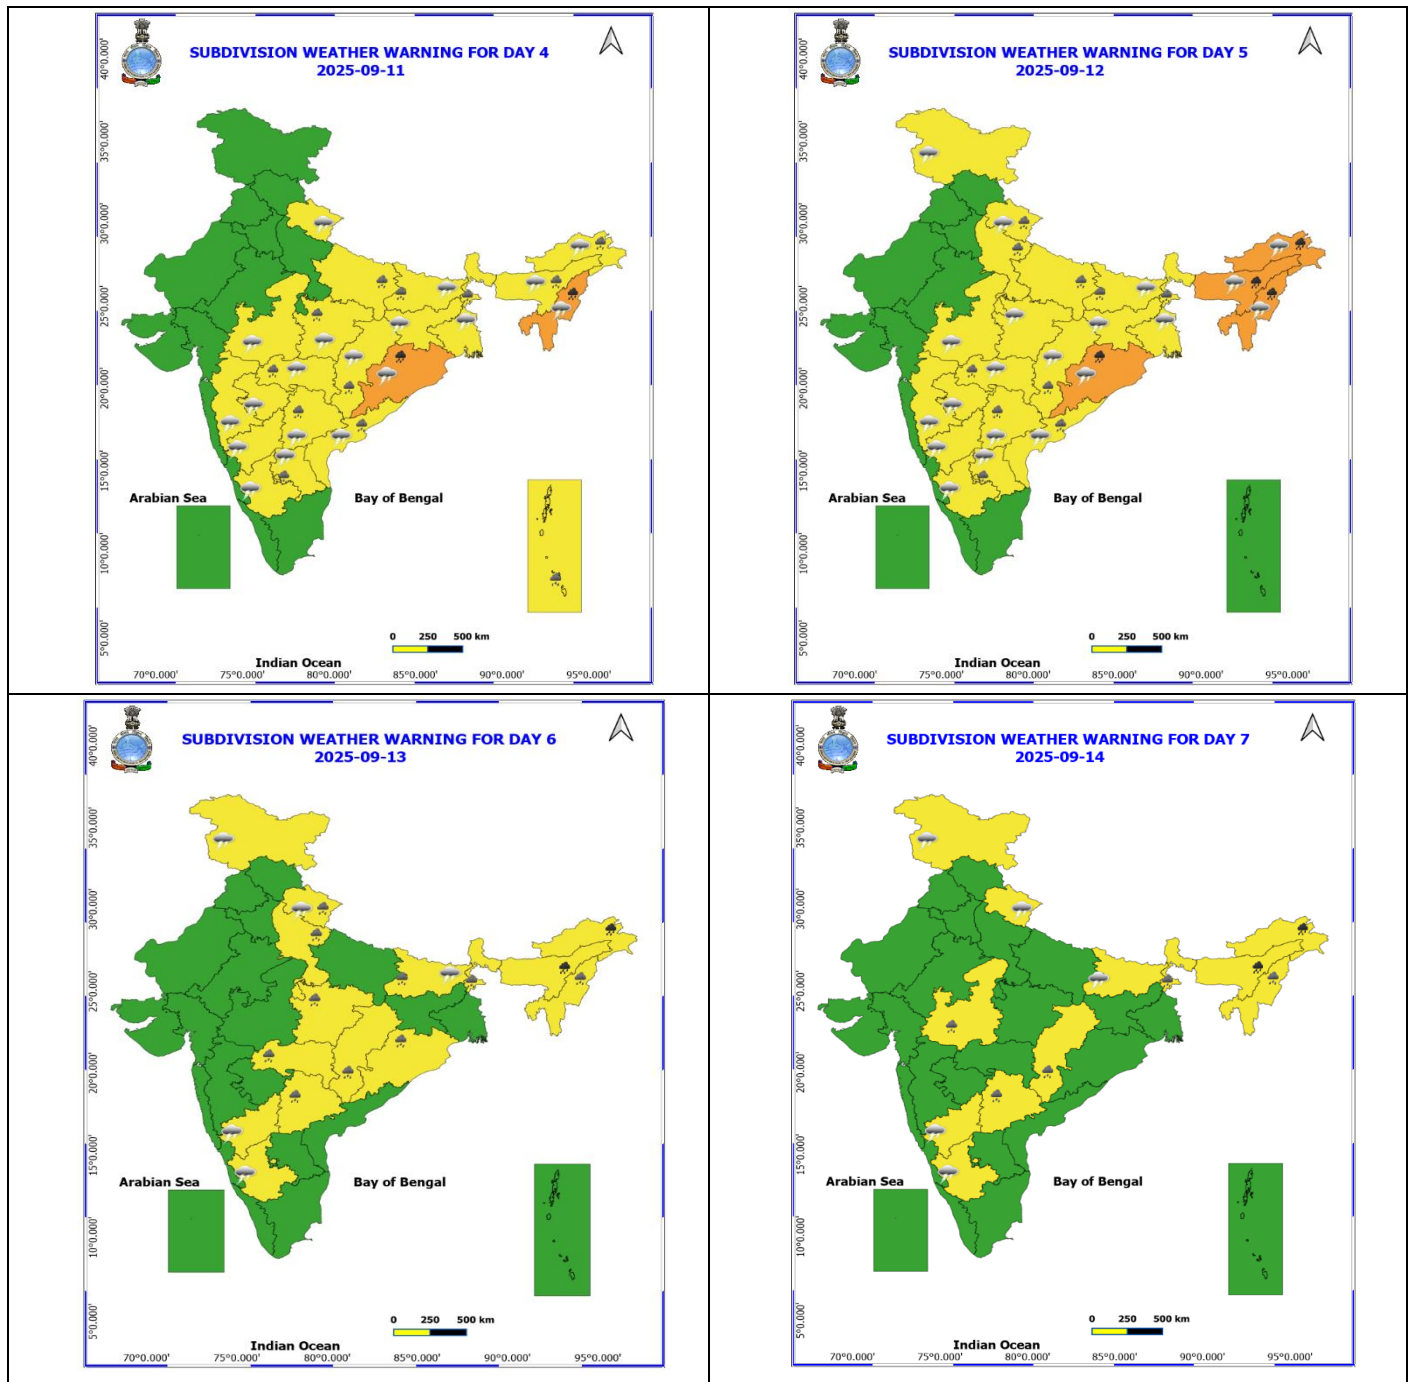 SUBDIVISION WEATHER WARNING FOR DAY 4
2025-09-11
40°0.000'
35°0.000'
30°0.000'
25°0.000'
20°0.000'
15°0.000'
10°0.000'
5°0.000'
Arabian Sea
Bay of Bengal
0 250 500 km
Indian Ocean
70°0.000' 75°0.000' 80°0.000' 85°0.000' 90°0.000' 95°0.000'
SUBDIVISION WEATHER WARNING FOR DAY 5
2025-09-12
40°0.000'
35°0.000'
30°0.000'
25°0.000'
20°0.000'
15°0.000'
10°0.000'
5°0.000'
Arabian Sea
Bay of Bengal
0 250 500 km
Indian Ocean
70°0.000' 75°0.000' 80°0.000' 85°0.000' 90°0.000' 95°0.000'
SUBDIVISION WEATHER WARNING FOR DAY 6
2025-09-13
40°0.000'
35°0.000'
30°0.000'
25°0.000'
20°0.000'
15°0.000'
10°0.000'
5°0.000'
Arabian Sea
Bay of Bengal
0 250 500 km
Indian Ocean
70°0.000' 75°0.000' 80°0.000' 85°0.000' 90°0.000' 95°0.000'
SUBDIVISION WEATHER WARNING FOR DAY 7
2025-09-14
40°0.000'
35°0.000'
30°0.000'
25°0.000'
20°0.000'
15°0.000'
10°0.000'
5°0.000'
Arabian Sea
Bay of Bengal
0 250 500 km
Indian Ocean
70°0.000' 75°0.000' 80°0.000' 85°0.000' 90°0.000' 95°0.000'